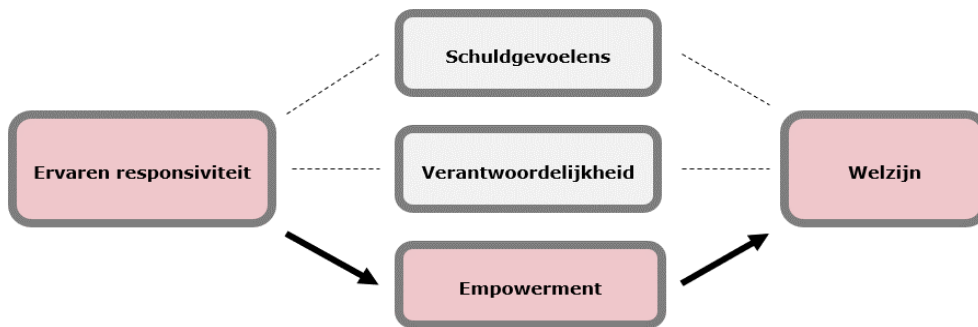 Schuldgevoelens
Ervaren responsiviteit
Verantwoordelijkheid
Welzijn
Empowerment